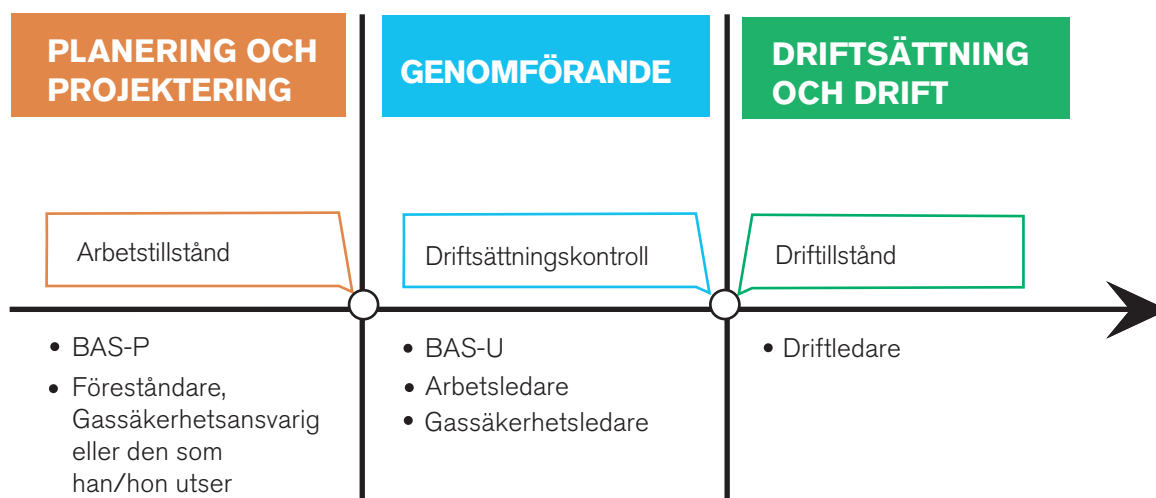 PLANERING OCH
PROJEKTERING
GENOMFÖRANDE
DRIFTSÄTTNING
OCH DRIFT
Arbetstillstånd
Driftsättningskontroll
Driftillstånd
• BAS-P
• Föreståndare,
Gassäkerhetsansvarig
eller den som
han/hon utser
• BAS-U
• Arbetsledare
• Gassäkerhetsledare
• Driftledare